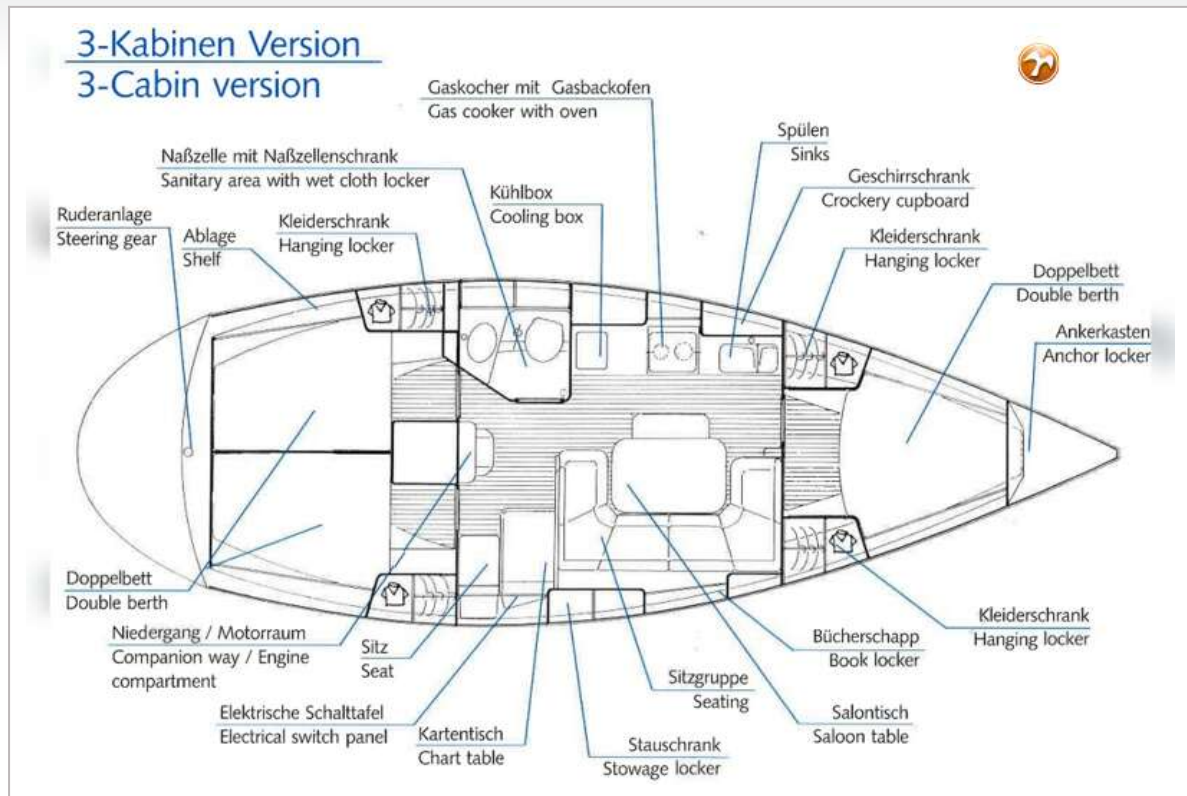 3-Kabinen Version
3-Cabin version
Gaskocher mit Gasbackofen
Gas cooker with oven
Spülen
Sinks
Naßzelle mit Naßzellenschrank
Sanitary area with wet cloth locker
Kühlbox
Cooling box
Geschirrschrank
Crockery cupboard
Ruderanlage
Steering gear
Ablage
Shelf
Kleiderschrank
Hanging locker
Kleiderschrank
Hanging locker
Doppelbett
Double berth
Ankerkasten
Anchor locker
Doppelbett
Double berth
Niedergang / Motorraum
Companion way / Engine
compartment
Sitz
Seat
Kleiderschrank
Hanging locker
Bücherschapp
Book locker
Sitzgruppe
Seating
Elektrische Schalttafel
Electrical switch panel
Kartentisch
Chart table
Salontisch
Saloon table
Stauschrank
Stowage locker